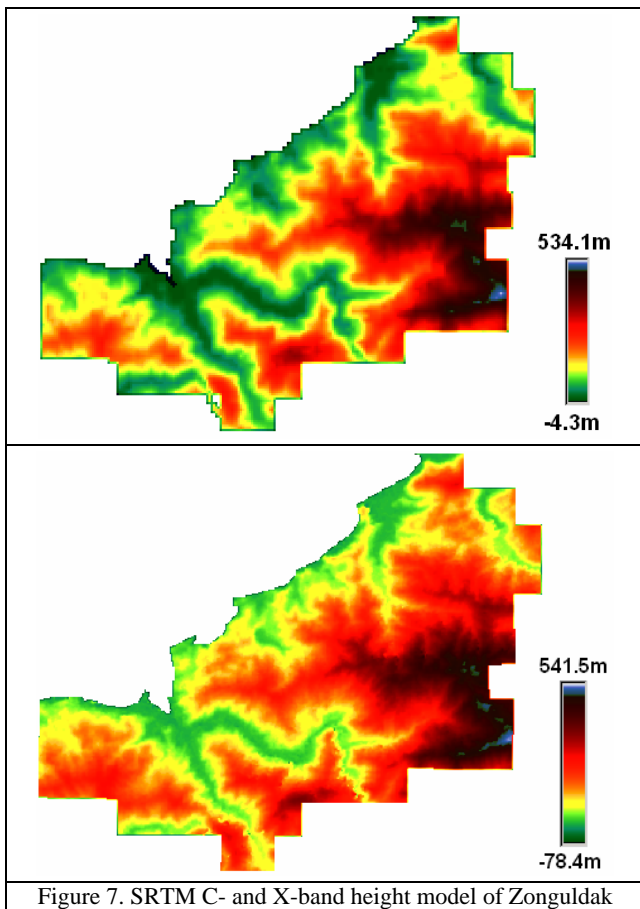 534.1m
-4.3m
541.5m
-78.4m
Figure 7. SRTM C- and X-band height model of Zonguldak